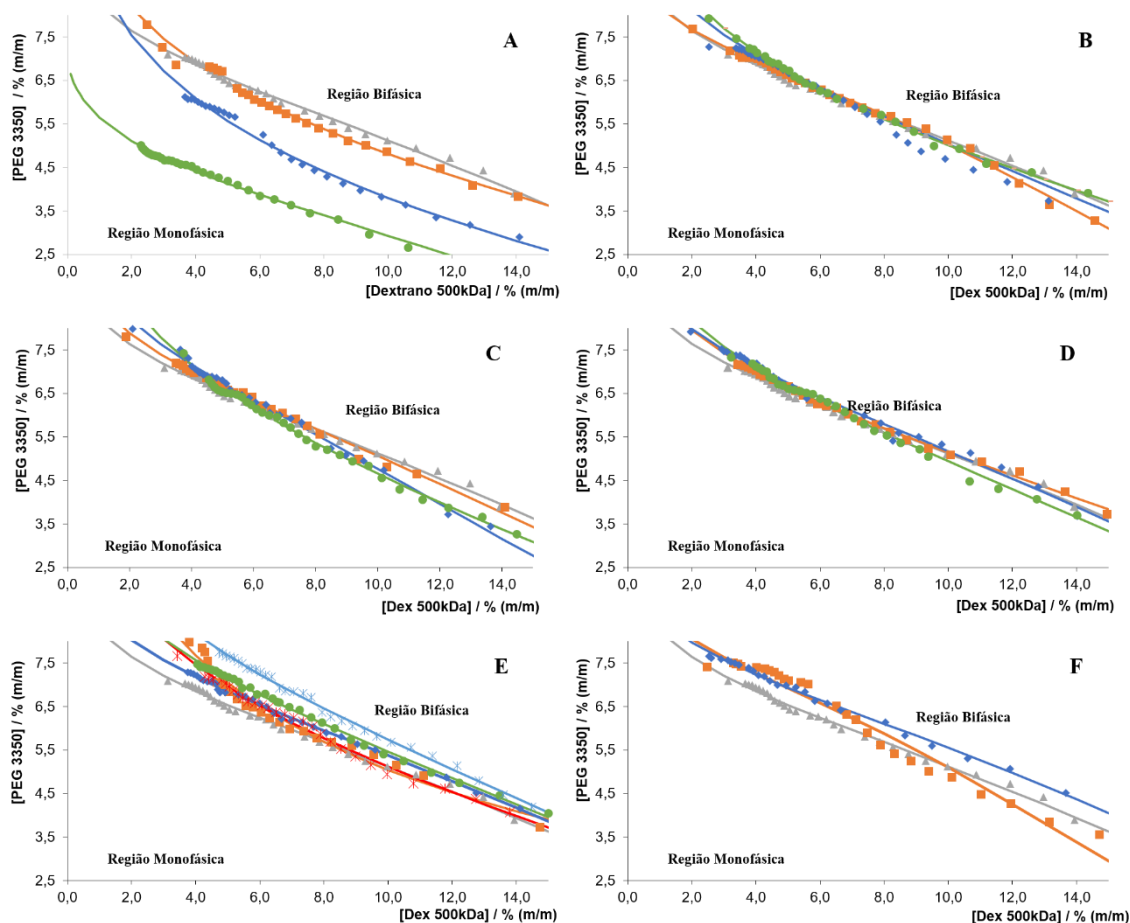 A
7,5
6,5
5,5
4,5
3,5
2,5
[PEG 3350] / % (m/m)
Região Bifásica
Região Monofásica
0,0 2,0 4,0 6,0 8,0 10,0 12,0 14,0
[Dextrano 500kDa] / % (m/m)
B
7,5
6,5
5,5
4,5
3,5
2,5
[PEG 3350] / % (m/m)
Região Bifásica
Região Monofásica
0,0 2,0 4,0 6,0 8,0 10,0 12,0 14,0
[Dex 500kDa] / % (m/m)
C
7,5
6,5
5,5
4,5
3,5
2,5
[PEG 3350] / % (m/m)
Região Bifásica
Região Monofásica
0,0 2,0 4,0 6,0 8,0 10,0 12,0 14,0
[Dex 500kDa] / % (m/m)
D
7,5
6,5
5,5
4,5
3,5
2,5
[PEG 3350] / % (m/m)
Região Bifásica
Região Monofásica
0,0 2,0 4,0 6,0 8,0 10,0 12,0 14,0
[Dex 500kDa] / % (m/m)
E
7,5
6,5
5,5
4,5
3,5
2,5
[PEG 3350] / % (m/m)
Região Bifásica
Região Monofásica
0,0 2,0 4,0 6,0 8,0 10,0 12,0 14,0
[Dex 500kDa] / % (m/m)
F
7,5
6,5
5,5
4,5
3,5
2,5
[PEG 3350] / % (m/m)
Região Bifásica
Região Monofásica
0,0 2,0 4,0 6,0 8,0 10,0 12,0 14,0
[Dex 500kDa] / % (m/m)